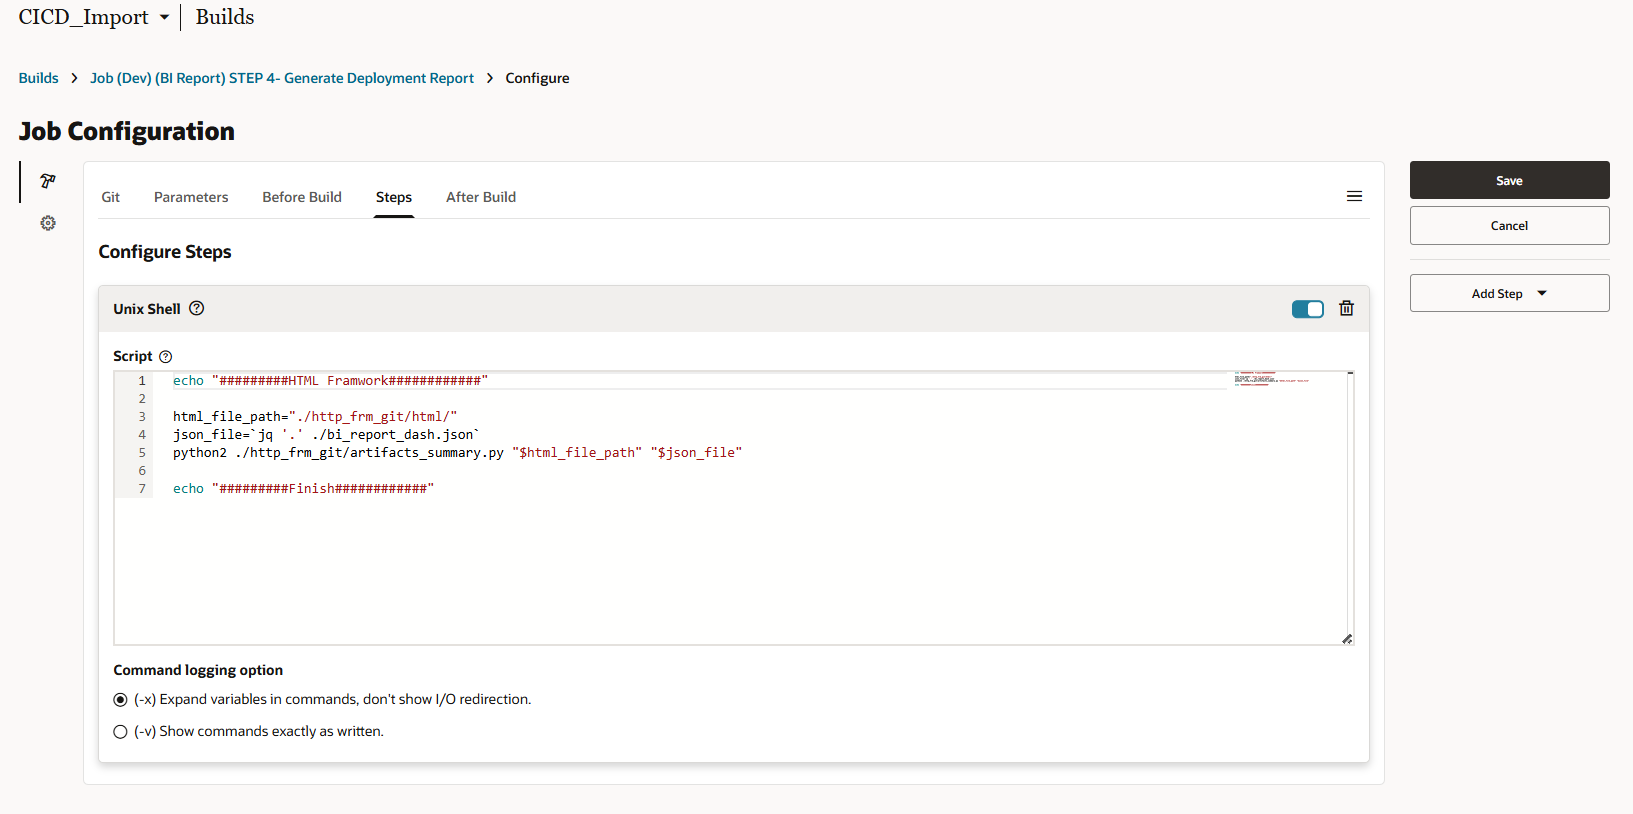 CICD_Import Builds
Builds > Job (Dev) (BI Report) STEP 4- Generate Deployment Report > Configure
Job Configuration
Git Parameters Before Build Steps After Build
Save
Cancel
Add Step
Configure Steps
Unix Shell
Script
1 echo "#########HTML Framwork############"
2
3 html_file_path="./http_frm_git/html/"
4 json_file=`jq '.' ./bi_report_dash.json`
5 python2 ./http_frm_git/artifacts_summary.py "$html_file_path" "$json_file"
6
7 echo "#########Finish############"
Command logging option
(-x) Expand variables in commands, don't show I/O redirection.
(-v) Show commands exactly as written.